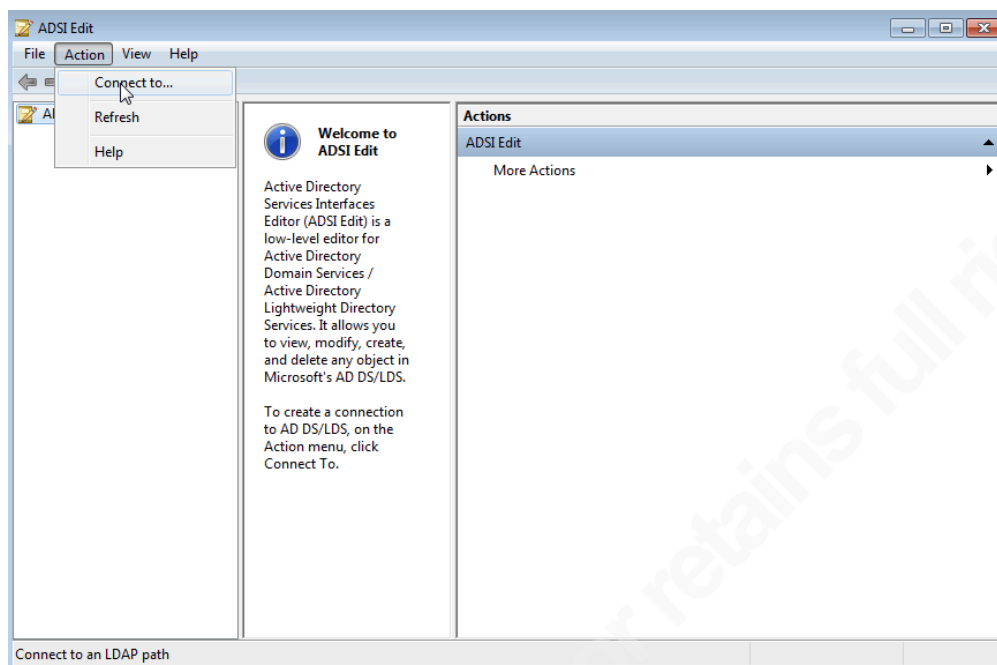 ADSI Edit
File Action View Help
Connect to...
Refresh
Help
Welcome to
ADSI Edit
Active Directory
Services Interfaces
Editor (ADSI Edit) is a
low-level editor for
Active Directory
Domain Services /
Active Directory
Lightweight Directory
Services. It allows you
to view, modify, create,
and delete any object in
Microsoft's AD DS/LDS.
To create a connection
to AD DS/LDS, on the
Action menu, click
Connect To.
Actions
ADSI Edit
More Actions
Connect to an LDAP path
retains full